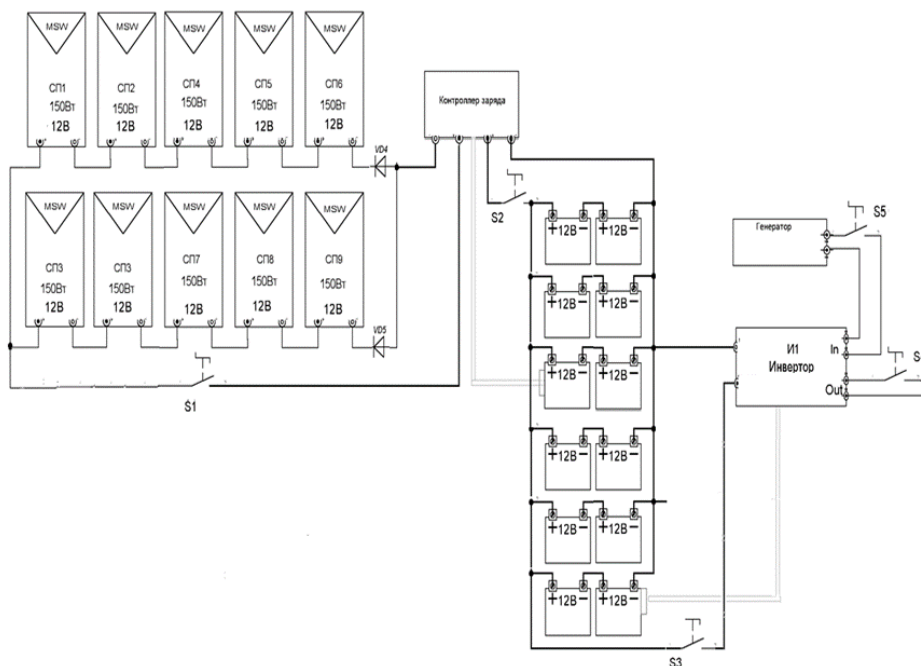 MSW MSW MSW MSW MSW
СП1 СП2 СП4 СП5 СП6
150Вт 150Вт 150Вт 150Вт 150Вт
12В 12В 12В 12В 12В
VD4
Контроллер заряда
MSW MSW MSW MSW MSW
СП3 СП3 СП7 СП8 СП9
150Вт 150Вт 150Вт 150Вт 150Вт
12В 12В 12В 12В 12В
VD5
S1
S2
+12В− +12В−
+12В− +12В−
+12В− +12В−
+12В− +12В−
+12В− +12В−
+12В− +12В−
S3
Генератор
S5
И1
Инвертор
In
Out
S